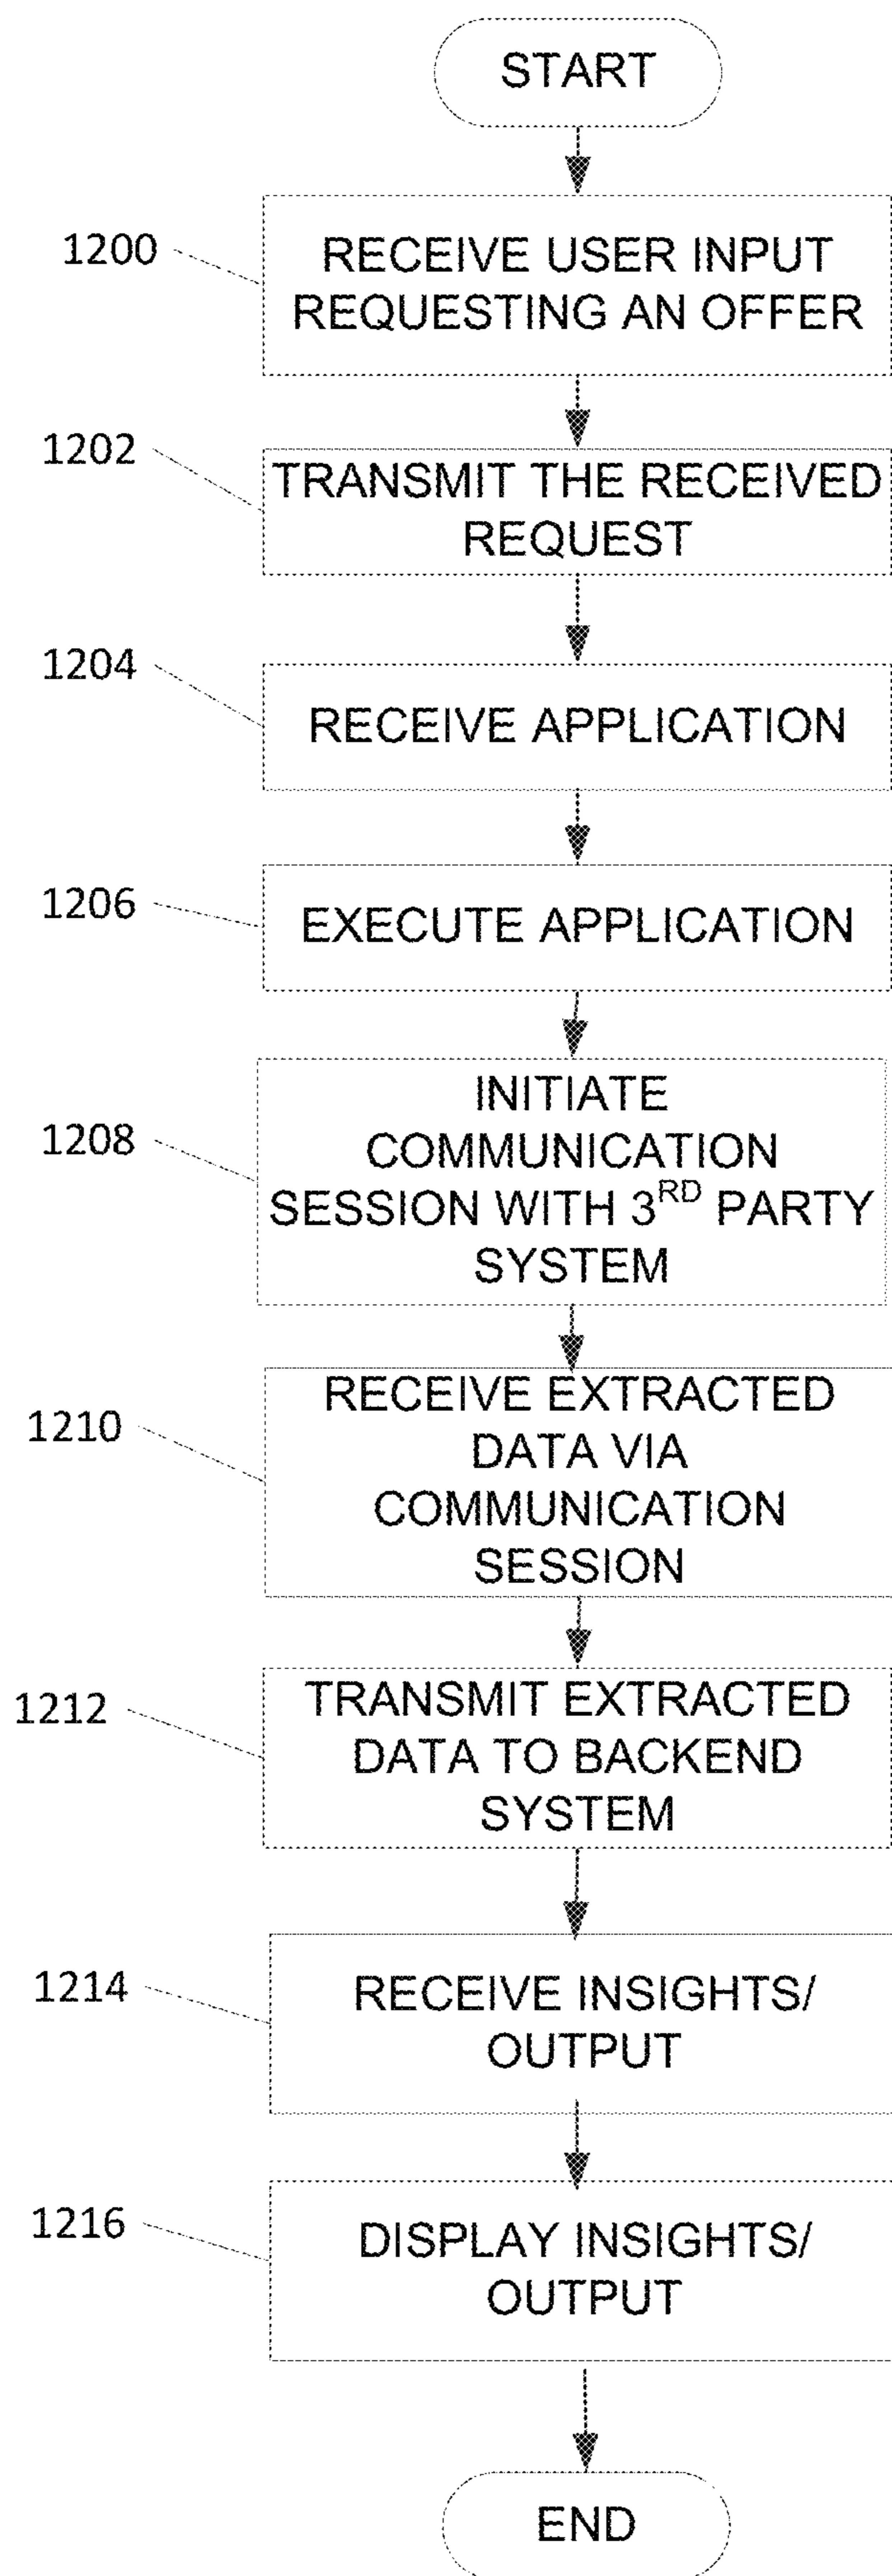 START
1200
RECEIVE USER INPUT
REQUESTING AN OFFER
1202
TRANSMIT THE RECEIVED
REQUEST
1204
RECEIVE APPLICATION
1206
EXECUTE APPLICATION
1208
INITIATE
COMMUNICATION
SESSION WITH 3RD PARTY
SYSTEM
1210
RECEIVE EXTRACTED
DATA VIA
COMMUNICATION
SESSION
1212
TRANSMIT EXTRACTED
DATA TO BACKEND
SYSTEM
1214
RECEIVE INSIGHTS/
OUTPUT
1216
DISPLAY INSIGHTS/
OUTPUT
END